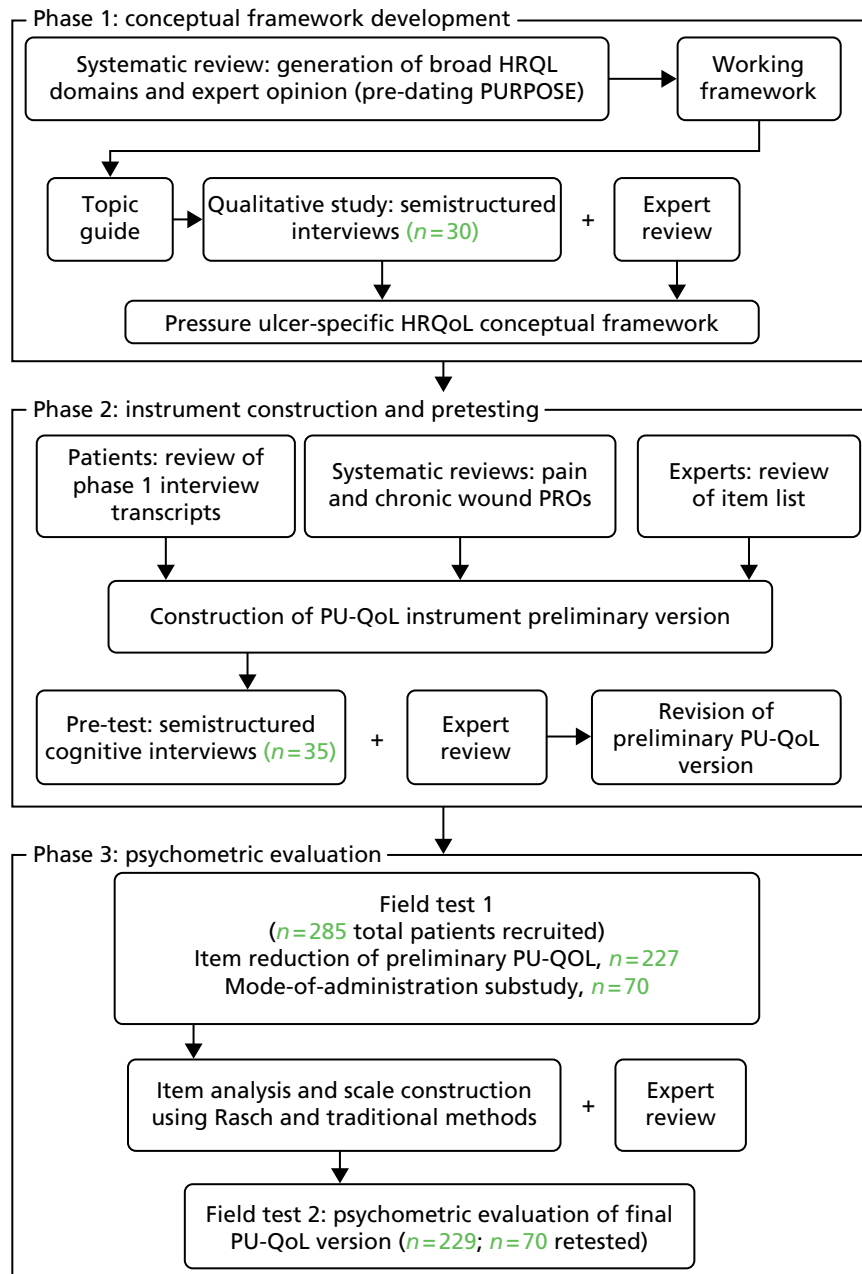 Phase 1: conceptual framework development
Systematic review: generation of broad HRQL
domains and expert opinion (pre-dating PURPOSE)
Working
framework
Topic
guide
Qualitative study: semistructured
interviews (n=30)
+
Expert
review
Pressure ulcer-specific HRQoL conceptual framework
Phase 2: instrument construction and pretesting
Patients: review of
phase 1 interview
transcripts
Systematic reviews: pain
and chronic wound PROs
Experts: review
of item list
Construction of PU-QoL instrument preliminary version
Pre-test: semistructured
cognitive interviews (n=35)
+
Expert
review
Revision of
preliminary PU-QoL
version
Phase 3: psychometric evaluation
Field test 1
(n=285 total patients recruited)
Item reduction of preliminary PU-QOL, n=227
Mode-of-administration substudy, n=70
Item analysis and scale construction
using Rasch and traditional methods
+
Expert
review
Field test 2: psychometric evaluation of final
PU-QoL version (n=229; n=70 retested)